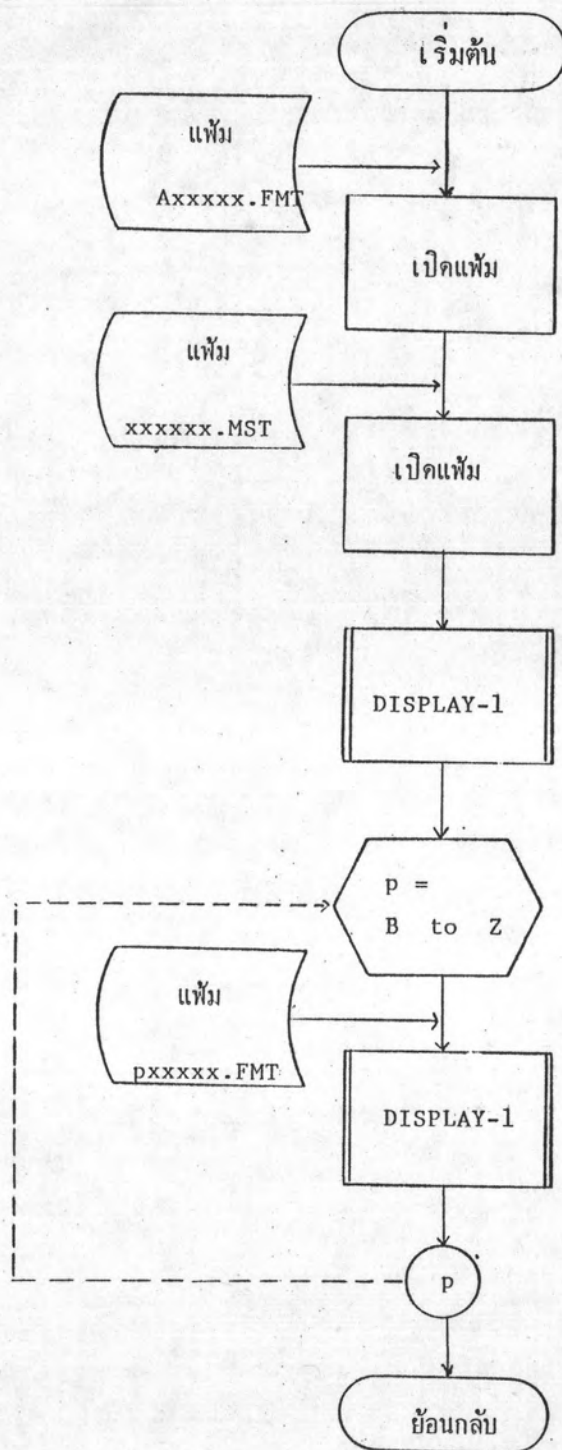 เริ่มต้น
แฟ้ม
Axxxxx.FMT
เปิดแฟ้ม
แฟ้ม
xxxxxx.MST
เปิดแฟ้ม
DISPLAY-1
p =
B to Z
แฟ้ม
pxxxxx.FMT
DISPLAY-1
p
ย้อนกลับ